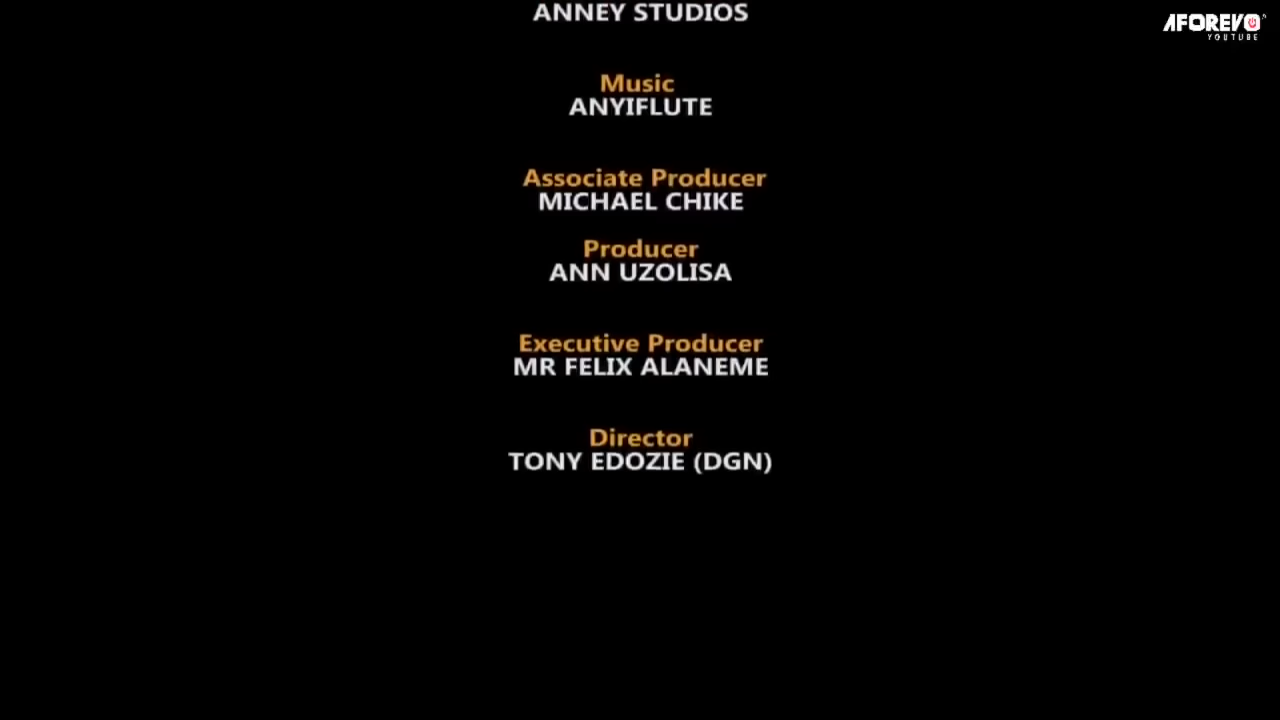 ANNEY STUDIOS
AFOREVO
YOUTUBE
Music
ANYIFLUTE
Associate Producer
MICHAEL CHIKE
Producer
ANN UZOLISA
Executive Producer
MR FELIX ALANEME
Director
TONY EDOZIE (DGN)